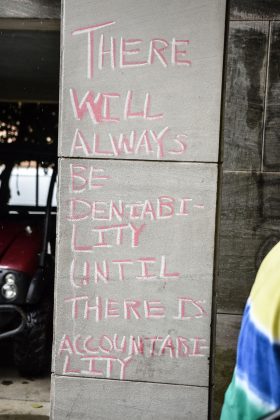 THERE
WILL
ALWAYS
BE
DENIABI-
LITY
UNTIL
THERE IS
ACCOUNTABI
LITY